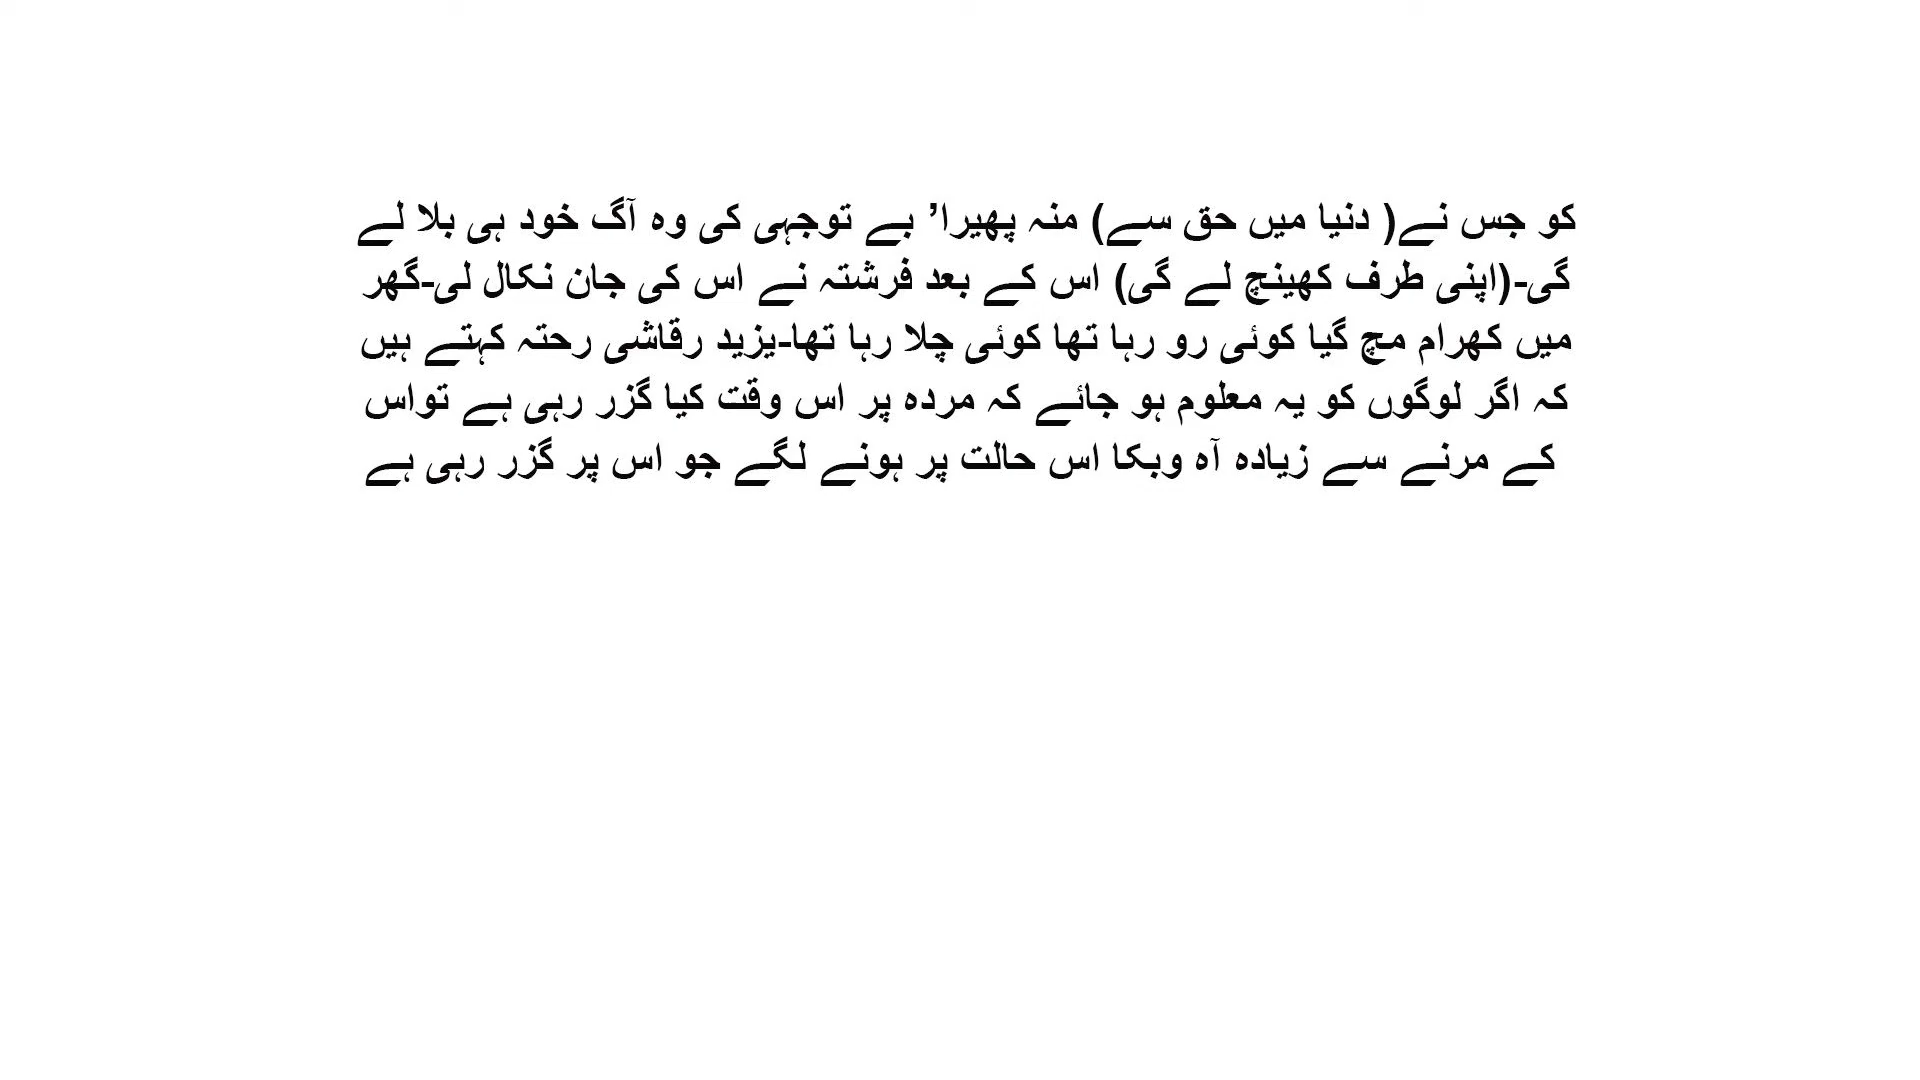 کو جس نے( دنیا میں حق سے) منہ پھیرا’ بے توجہی کی وہ آگ خود ہی بلا لے
گی-(اپنی طرف کھینچ لے گی) اس کے بعد فرشتہ نے اس کی جان نکال لی-گھر
میں کھرام مچ گیا کوئی رو رہا تھا کوئی چلا رہا تھا-یزید رقاشی رحتہ کہتے ہیں
کہ اگر لوگوں کو یہ معلوم ہو جائے کہ مردہ پر اس وقت کیا گزر رہی ہے تواس
کے مرنے سے زیادہ آہ وبکا اس حالت پر ہونے لگے جو اس پر گزر رہی ہے